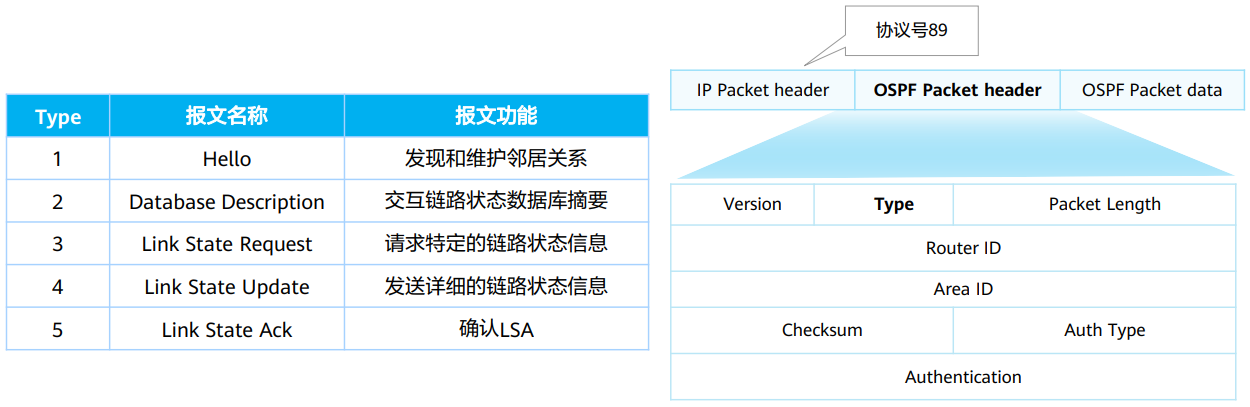 Type 报文名称 报文功能
1 Hello 发现和维护邻居关系
2 Database Description 交互链路状态数据库摘要
3 Link State Request 请求特定的链路状态信息
4 Link State Update 发送详细的链路状态信息
5 Link State Ack 确认LSA
协议号89
IP Packet header OSPF Packet header OSPF Packet data
Version Type Packet Length
Router ID
Area ID
Checksum Auth Type
Authentication